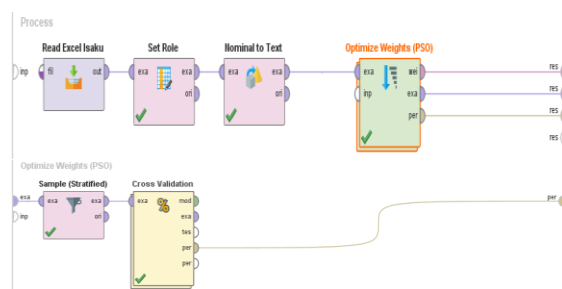 Process
Read Excel Isaku
Set Role
Nominal to Text
Optimize Weights (PSO)
inp
fil
out
exa
exa
ori
exa
exa
ori
exa
wei
inp
exa
per
res
res
res
res
Optimize Weights (PSO)
Sample (Stratified)
Cross Validation
exa
inp
exa
exa
ori
exa
mod
exa
tes
per
per
per